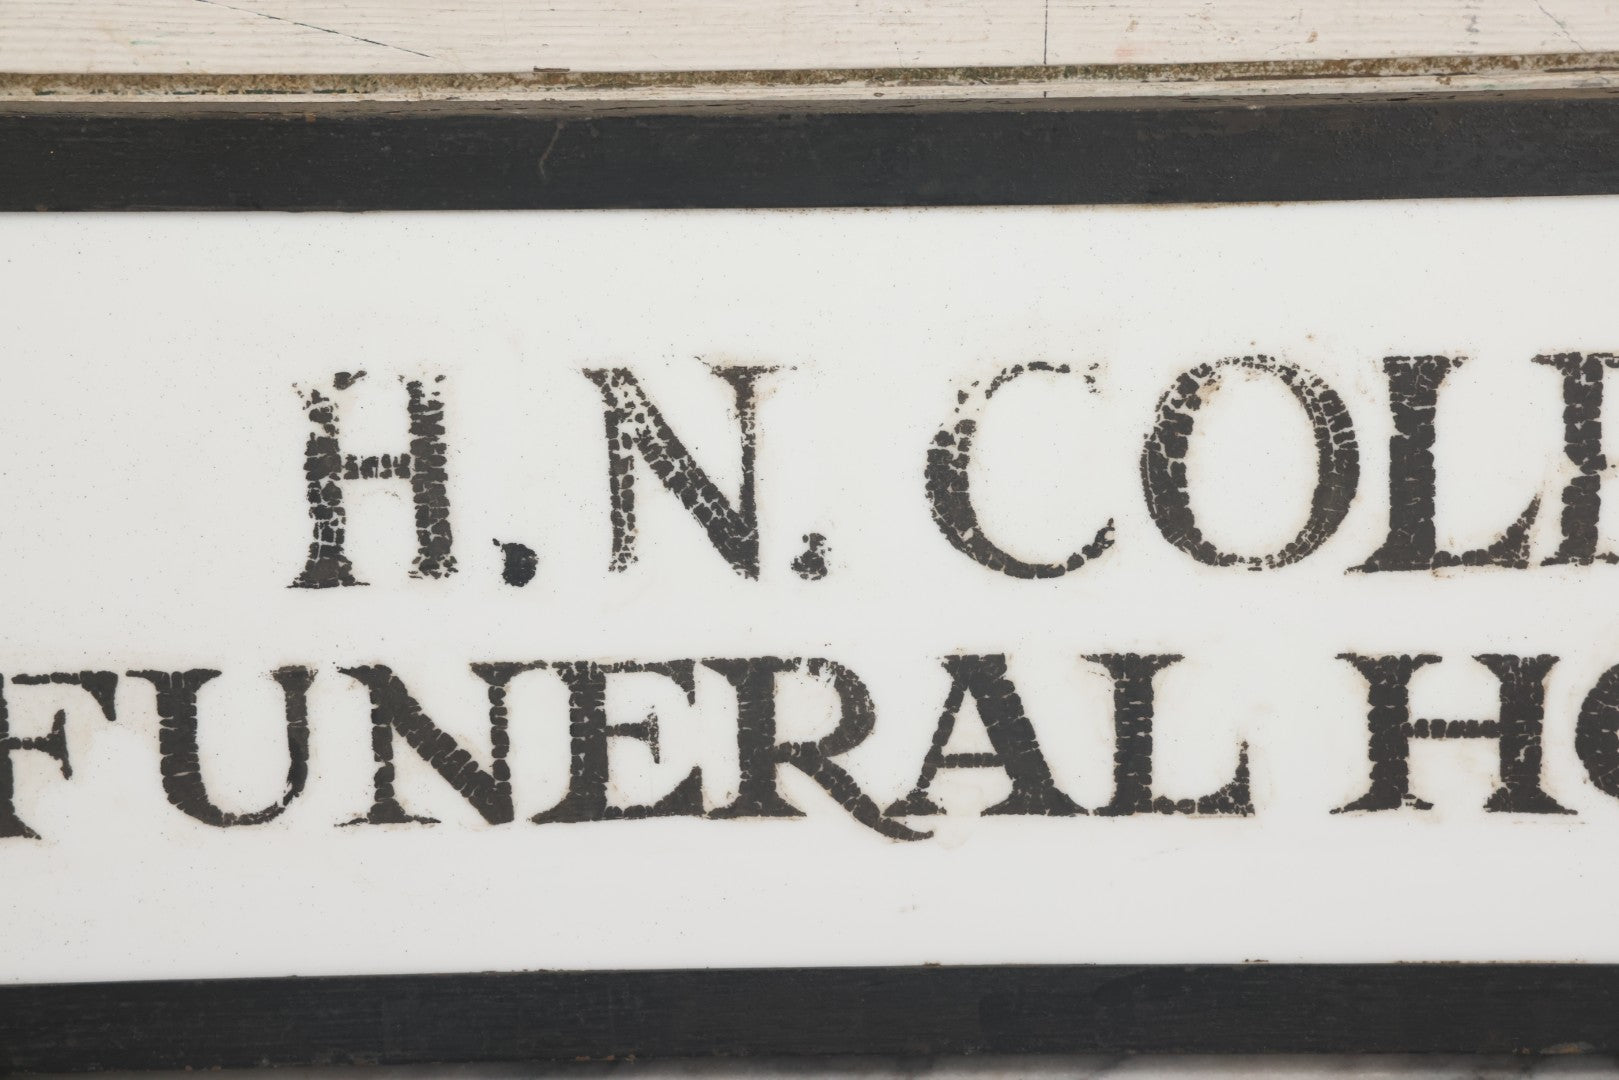 H. N. COL
FUNERAL HO